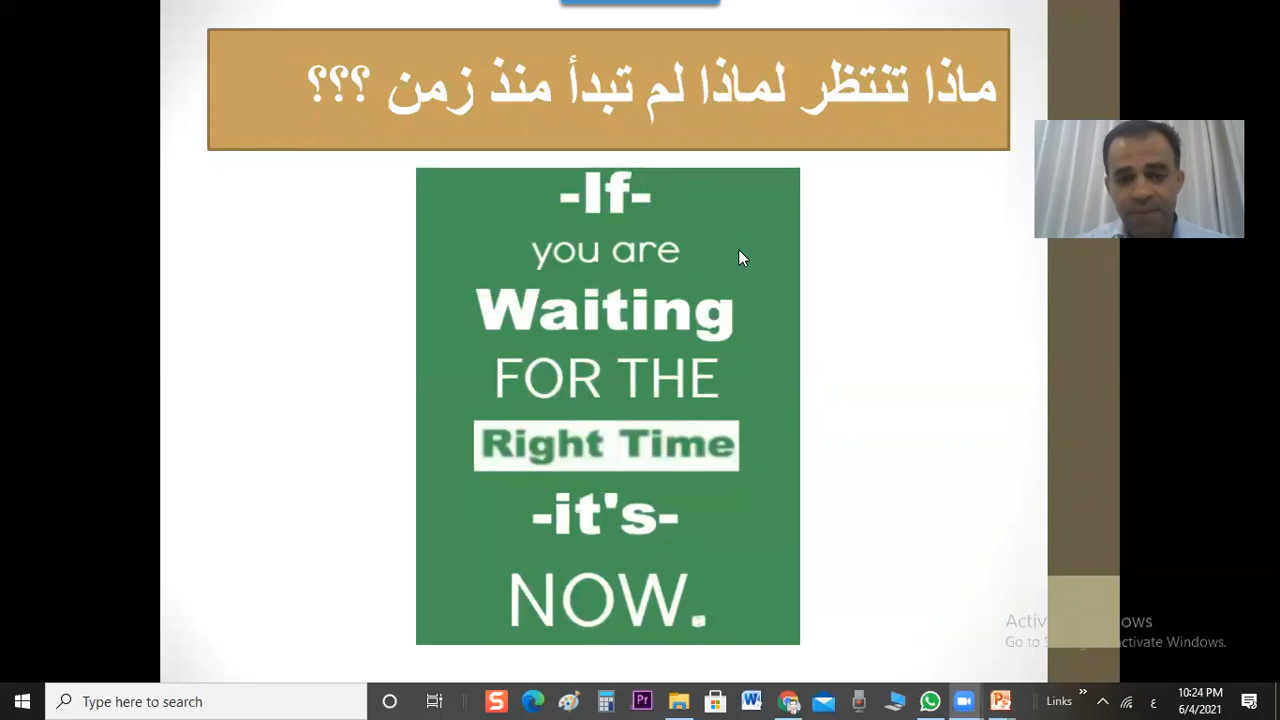 ماذا تنتظر لماذا لم تبدأ منذ زمن ؟؟؟
-If-
you are
Waiting
FOR THE
Right Time
-it's-
NOW.
Type here to search
Links
ع
10:24 PM
6/4/2021